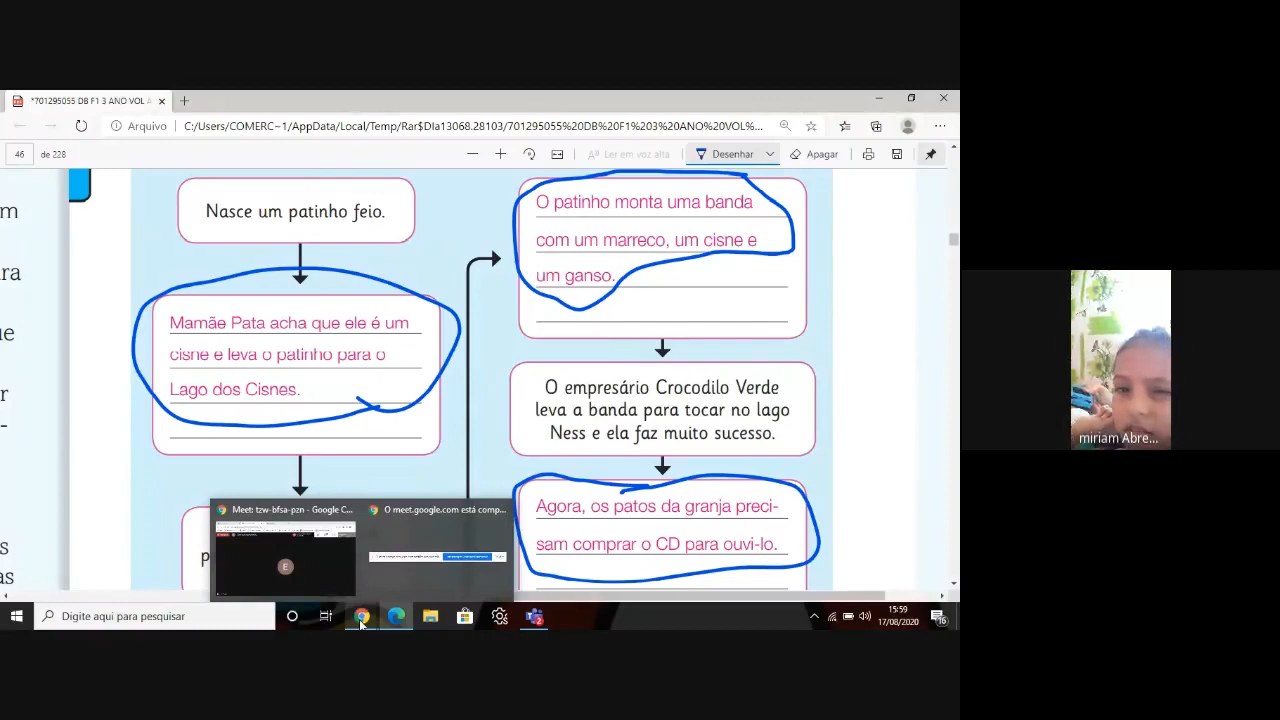 *701295055 DB F1 3 ANO VOL
Arquivo
C:/Users/COMERC~1/AppData/Local/Temp/Rar$DIa13068.28103/701295055%20DB%20F1%203%20ANO%20VOL%...
46 de 228
Ler em voz alta
Desenhar
Apagar
m
ra
ue
r
-
s
as
Nasce um patinho feio.
Mamãe Pata acha que ele é um
cisne e leva o patinho para o
Lago dos Cisnes.
p
O patinho monta uma banda
com um marreco, um cisne e
um ganso.
O empresário Crocodilo Verde
leva a banda para tocar no lago
Ness e ela faz muito sucesso.
Agora, os patos da granja preci-
sam comprar o CD para ouvi-lo.
Meet: tzw-bfsa-pzn - Google C...
O meet.google.com está comp...
E
miriam Abre...
Digite aqui para pesquisar
2
15:59
17/08/2020
16